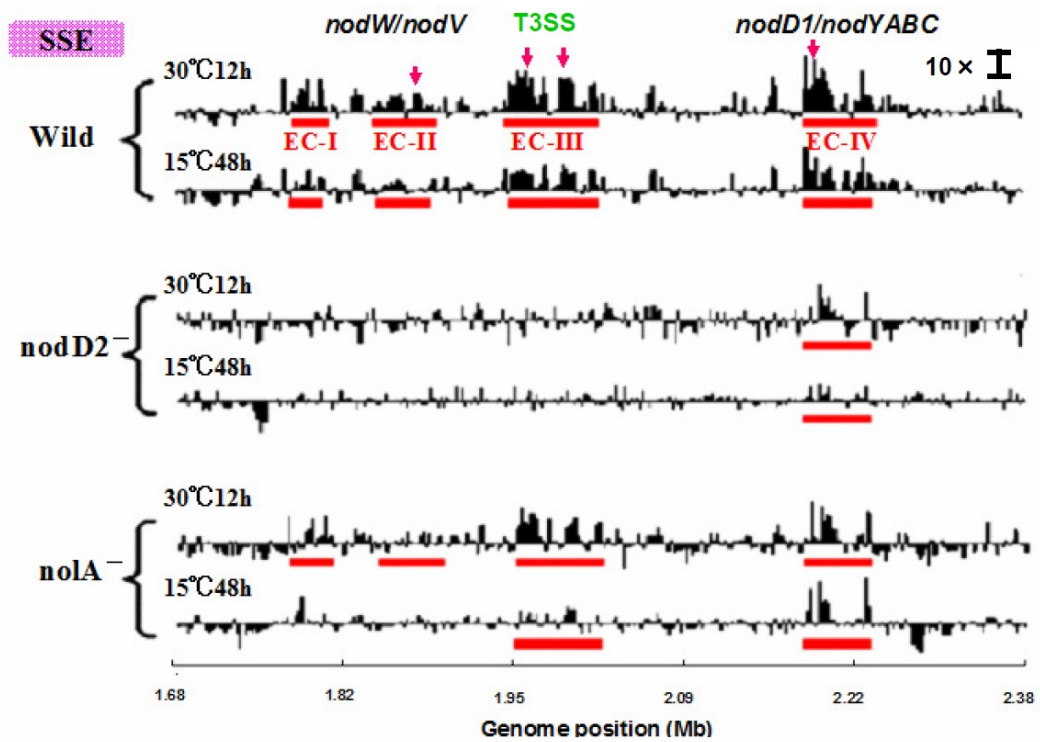 SSE
nodW/nodV T3SS nodD1/nodYABC
10 ×
30℃12h
Wild
EC-I EC-II EC-III EC-IV
15℃48h
30℃12h
nodD2⁻
15℃48h
30℃12h
nolA⁻
15℃48h
1.68 1.82 1.95 2.09 2.22 2.38
Genome position (Mb)